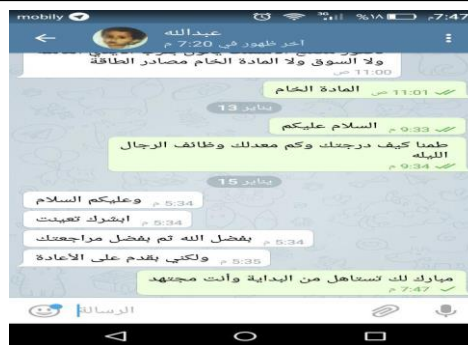 mobily
3G
%١٨
7:47 م
عبدالله
آخر ظهور في 7:20 م
ولا السوق ولا المادة الخام مصادر الطاقة
11:00 ص
المادة الخام
11:01 ص
يناير 13
السلام عليكم
9:33 م
طمنا كيف درجتك وكم معدلك وظائف الرجال
الليله
9:34 م
يناير 15
وعليكم السلام
5:34 م
ابشرك تعينت
5:34 م
بفضل الله ثم بفضل مراجعتك
5:34 م
ولكني بقدم على الأعادة
5:35 م
مبارك لك تستاهل من البداية وأنت مجتهد
7:47 م
الرسالة